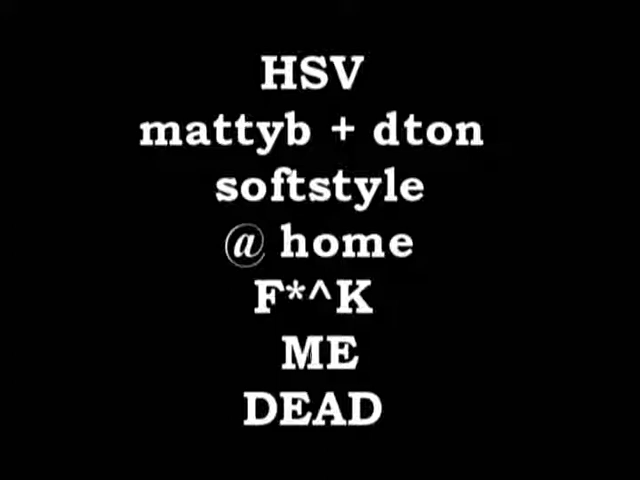 HSV
mattyb + dton
softstyle
@ home
F*^K
ME
DEAD